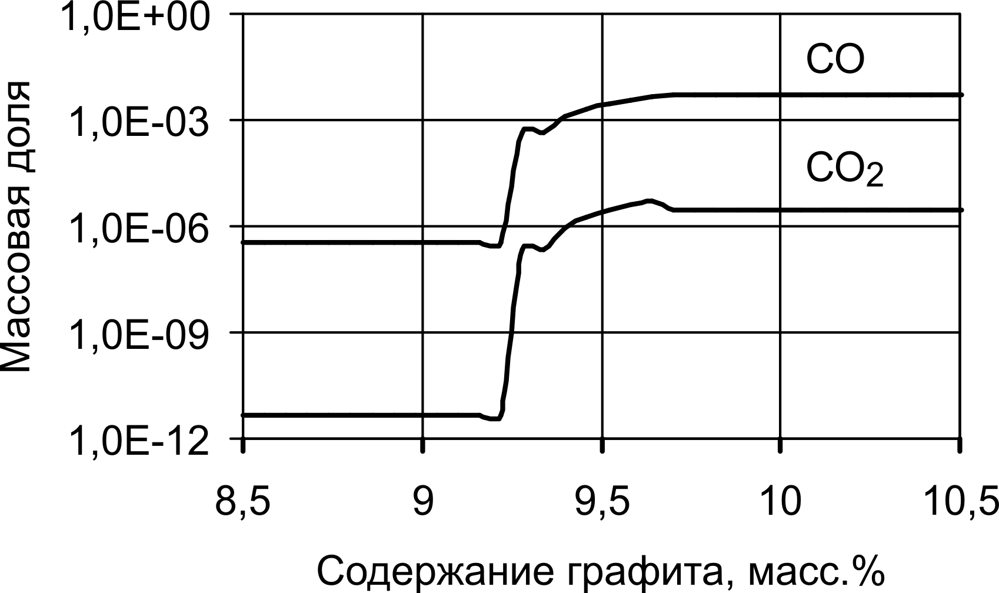 1,0E+00
1,0E-03
1,0E-06
1,0E-09
1,0E-12
Массовая доля
CO
CO₂
8,5 9 9,5 10 10,5
Содержание графита, масс.%